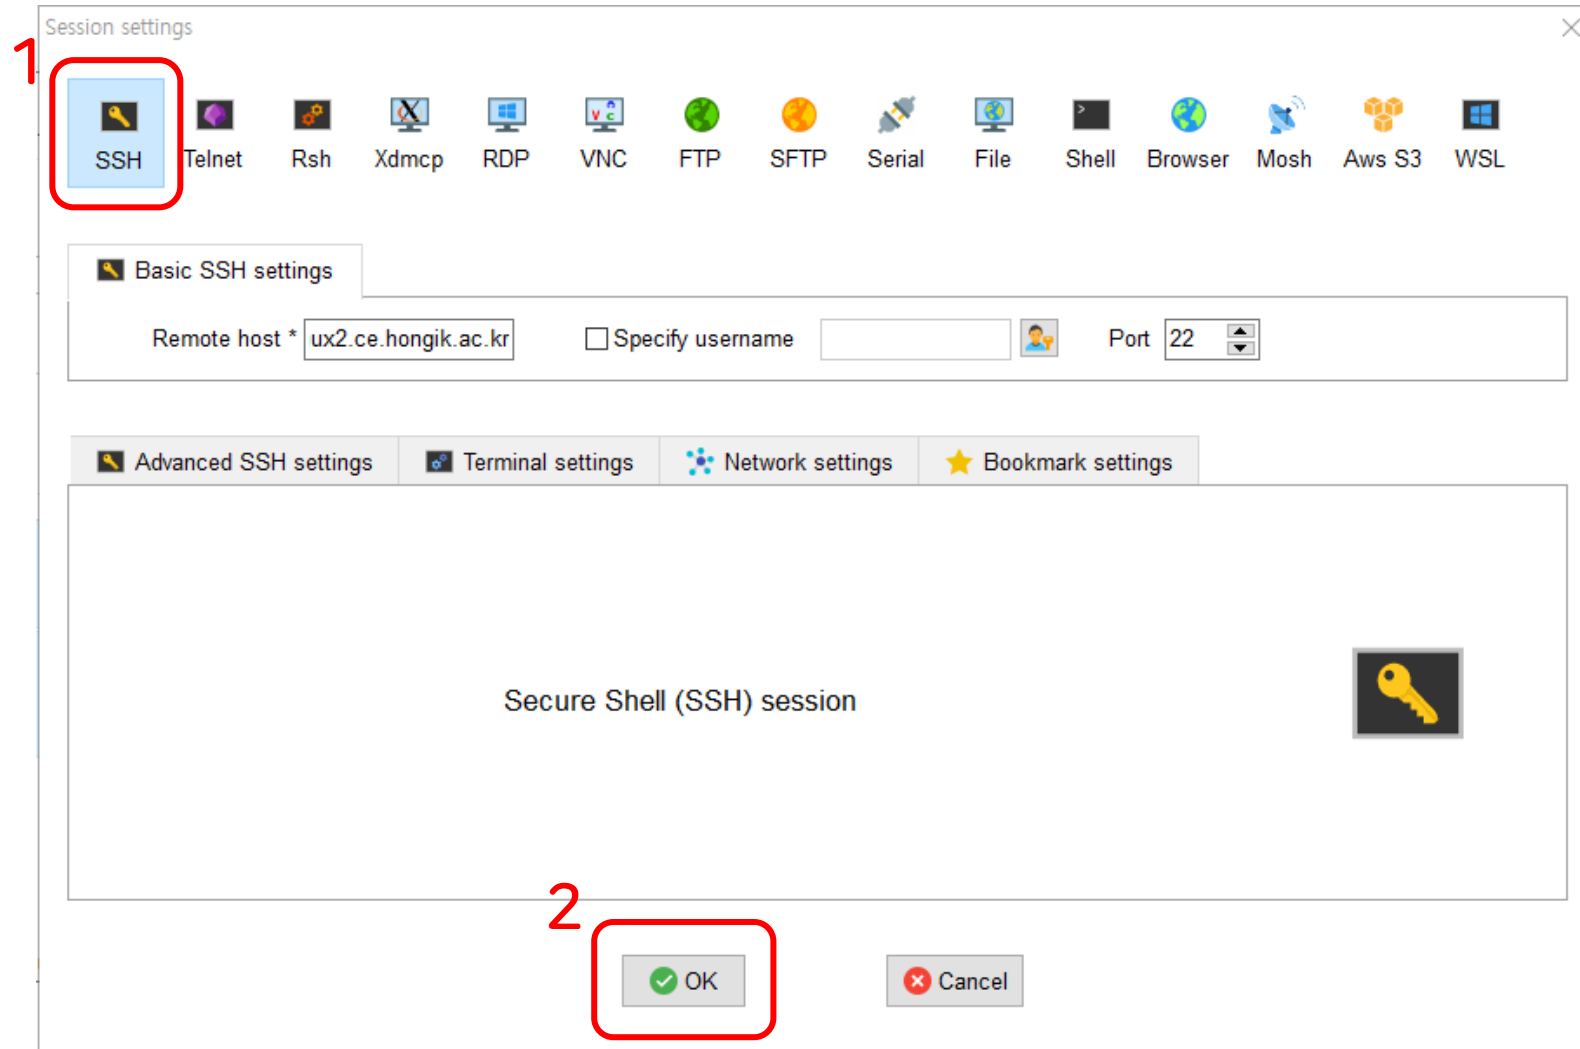 Session settings
1
SSH Telnet Rsh Xdmcp RDP VNC FTP SFTP Serial File Shell Browser Mosh Aws S3 WSL
Basic SSH settings
Remote host * ux2.ce.hongik.ac.kr Specify username Port 22
Advanced SSH settings Terminal settings Network settings Bookmark settings
Secure Shell (SSH) session
2
OK Cancel